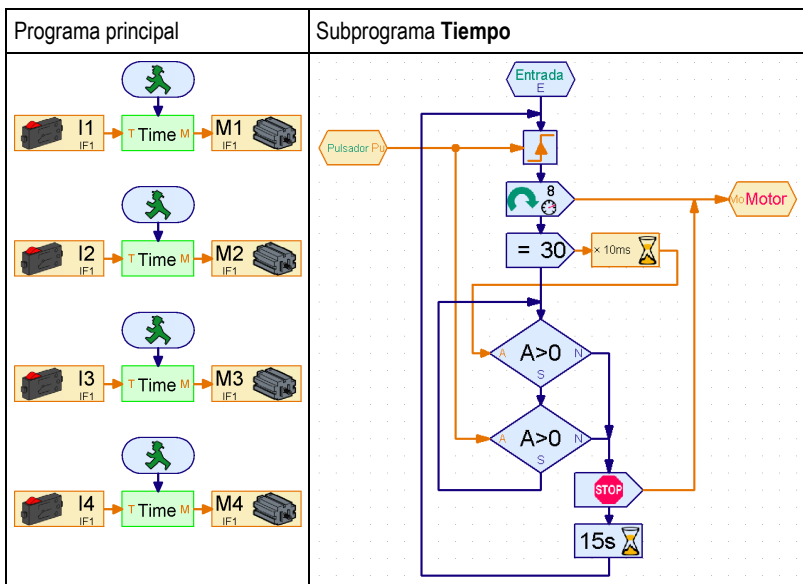 Programa principal
Subprograma Tiempo
I1
IF1
T Time M
M1
IF1
I2
IF1
T Time M
M2
IF1
I3
IF1
T Time M
M3
IF1
I4
IF1
T Time M
M4
IF1
Entrada
E
Pulsador Pu
8
Mo Motor
= 30
× 10ms
A A>0 N
S
A A>0 N
S
STOP
15s